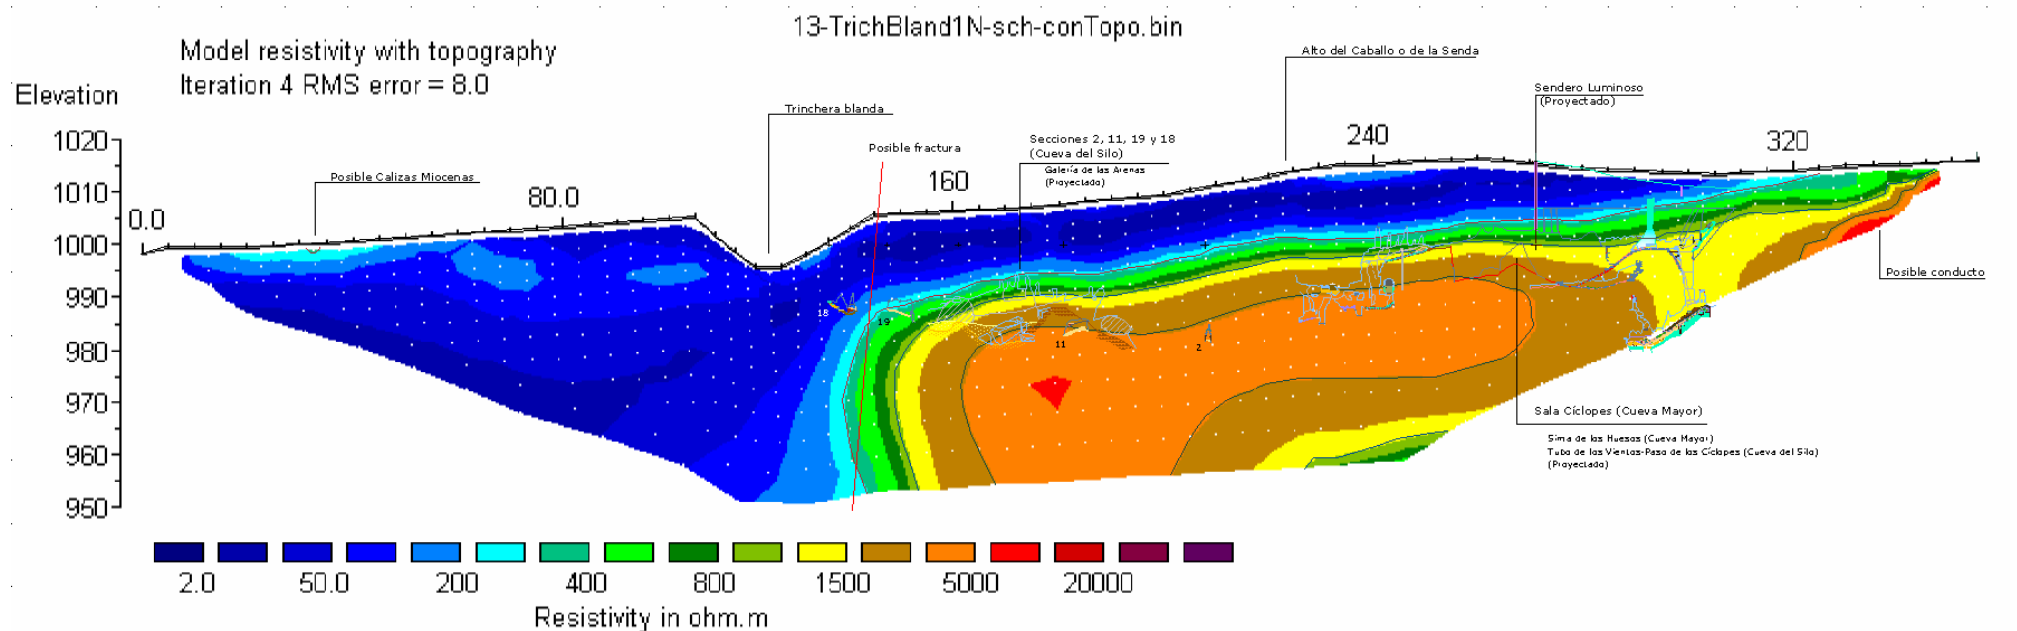 13-TrichBland1N-sch-conTopo.bin
Model resistivity with topography
Iteration 4 RMS error = 8.0
Elevation
Alto del Caballo o de la Senda
Sendero Luminoso
(Proyectado)
Trinchera blanda
Posible fractura
Secciones 2, 11, 19 y 18
(Cueva del Silo)
Galería de las Arenas
(Proyectado)
Posible Calizas Miocenas
0.0
80.0
160
240
320
1020
1010
1000
990
980
970
960
950
18
19
11
2
Posible conducto
Sala Cíclopes (Cueva Mayor)
Sima de los Huesos (Cueva Mayor)
Tubo de los Vientos-Paso de los Cíclopes (Cueva del Silo)
(Proyectado)
2.0 50.0 200 400 800 1500 5000 20000
Resistivity in ohm.m